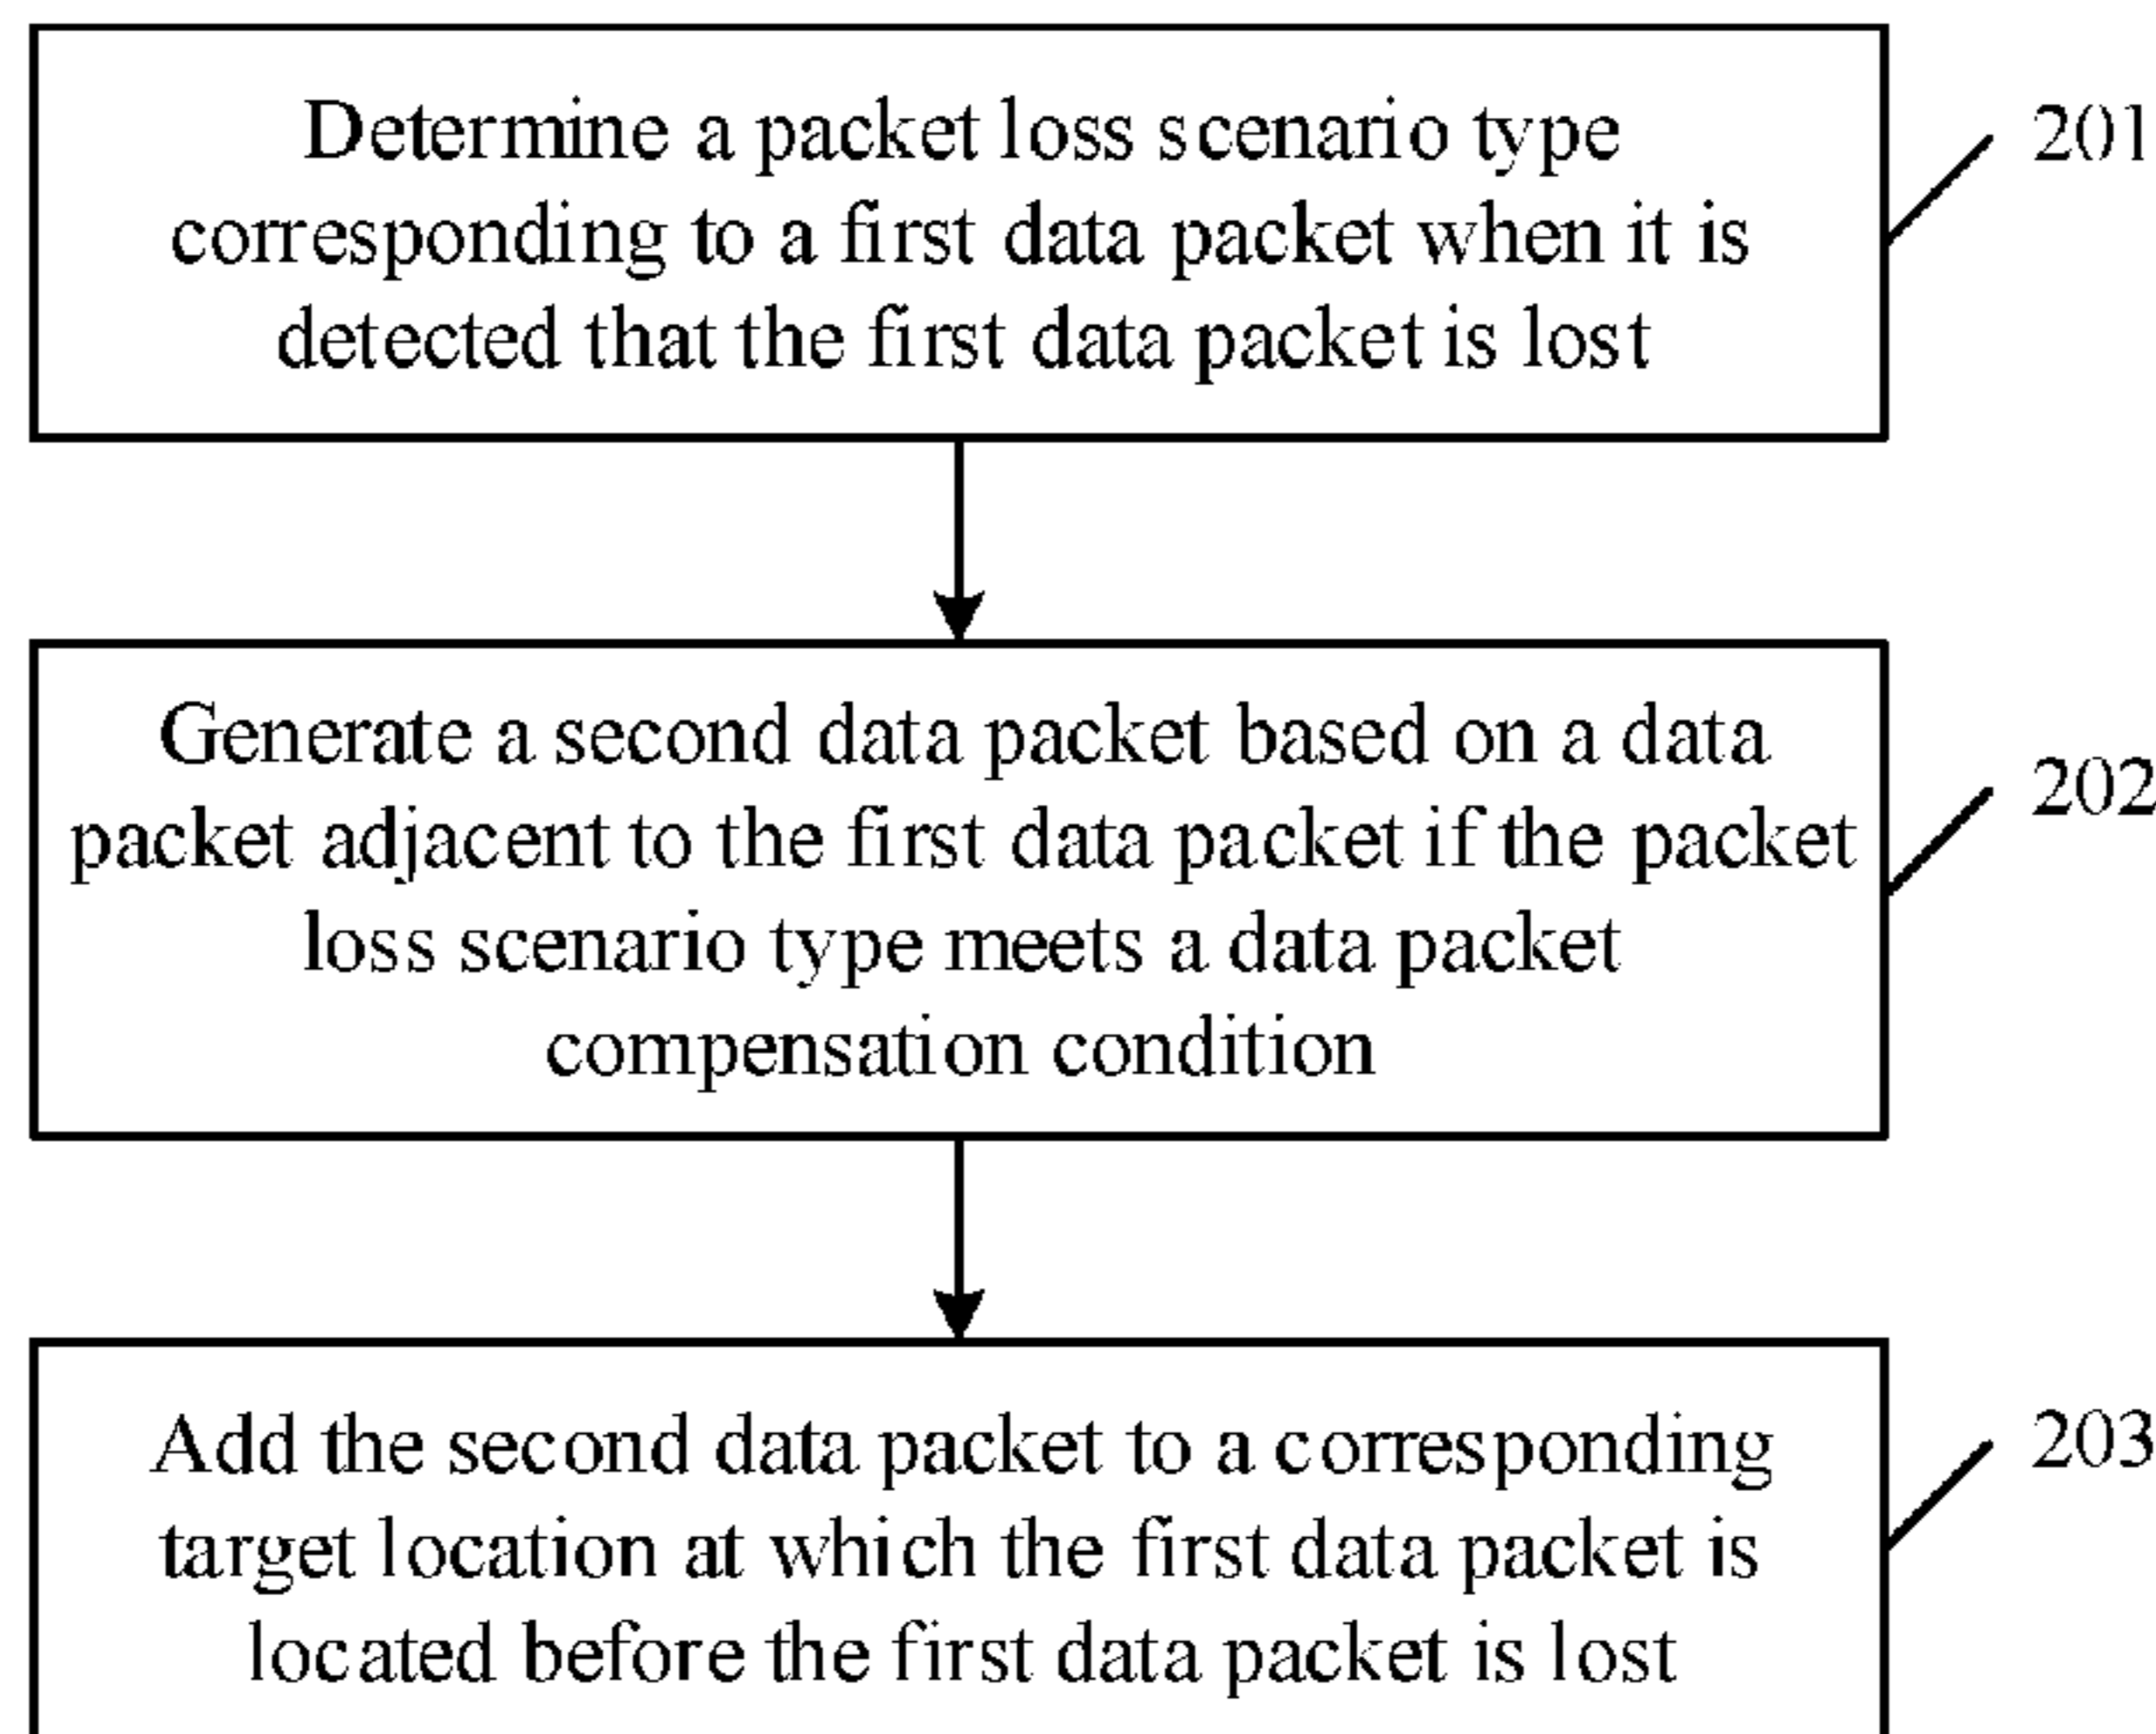 Determine a packet loss scenario type
corresponding to a first data packet when it is
detected that the first data packet is lost
201
Generate a second data packet based on a data
packet adjacent to the first data packet if the packet
loss scenario type meets a data packet
compensation condition
202
Add the second data packet to a corresponding
target location at which the first data packet is
located before the first data packet is lost
203